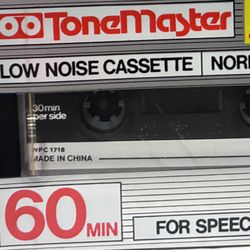 ToneMaster
LOW NOISE CASSETTE
30 min
per side
WPC 1718
MADE IN CHINA
60 MIN
FOR SPEEC